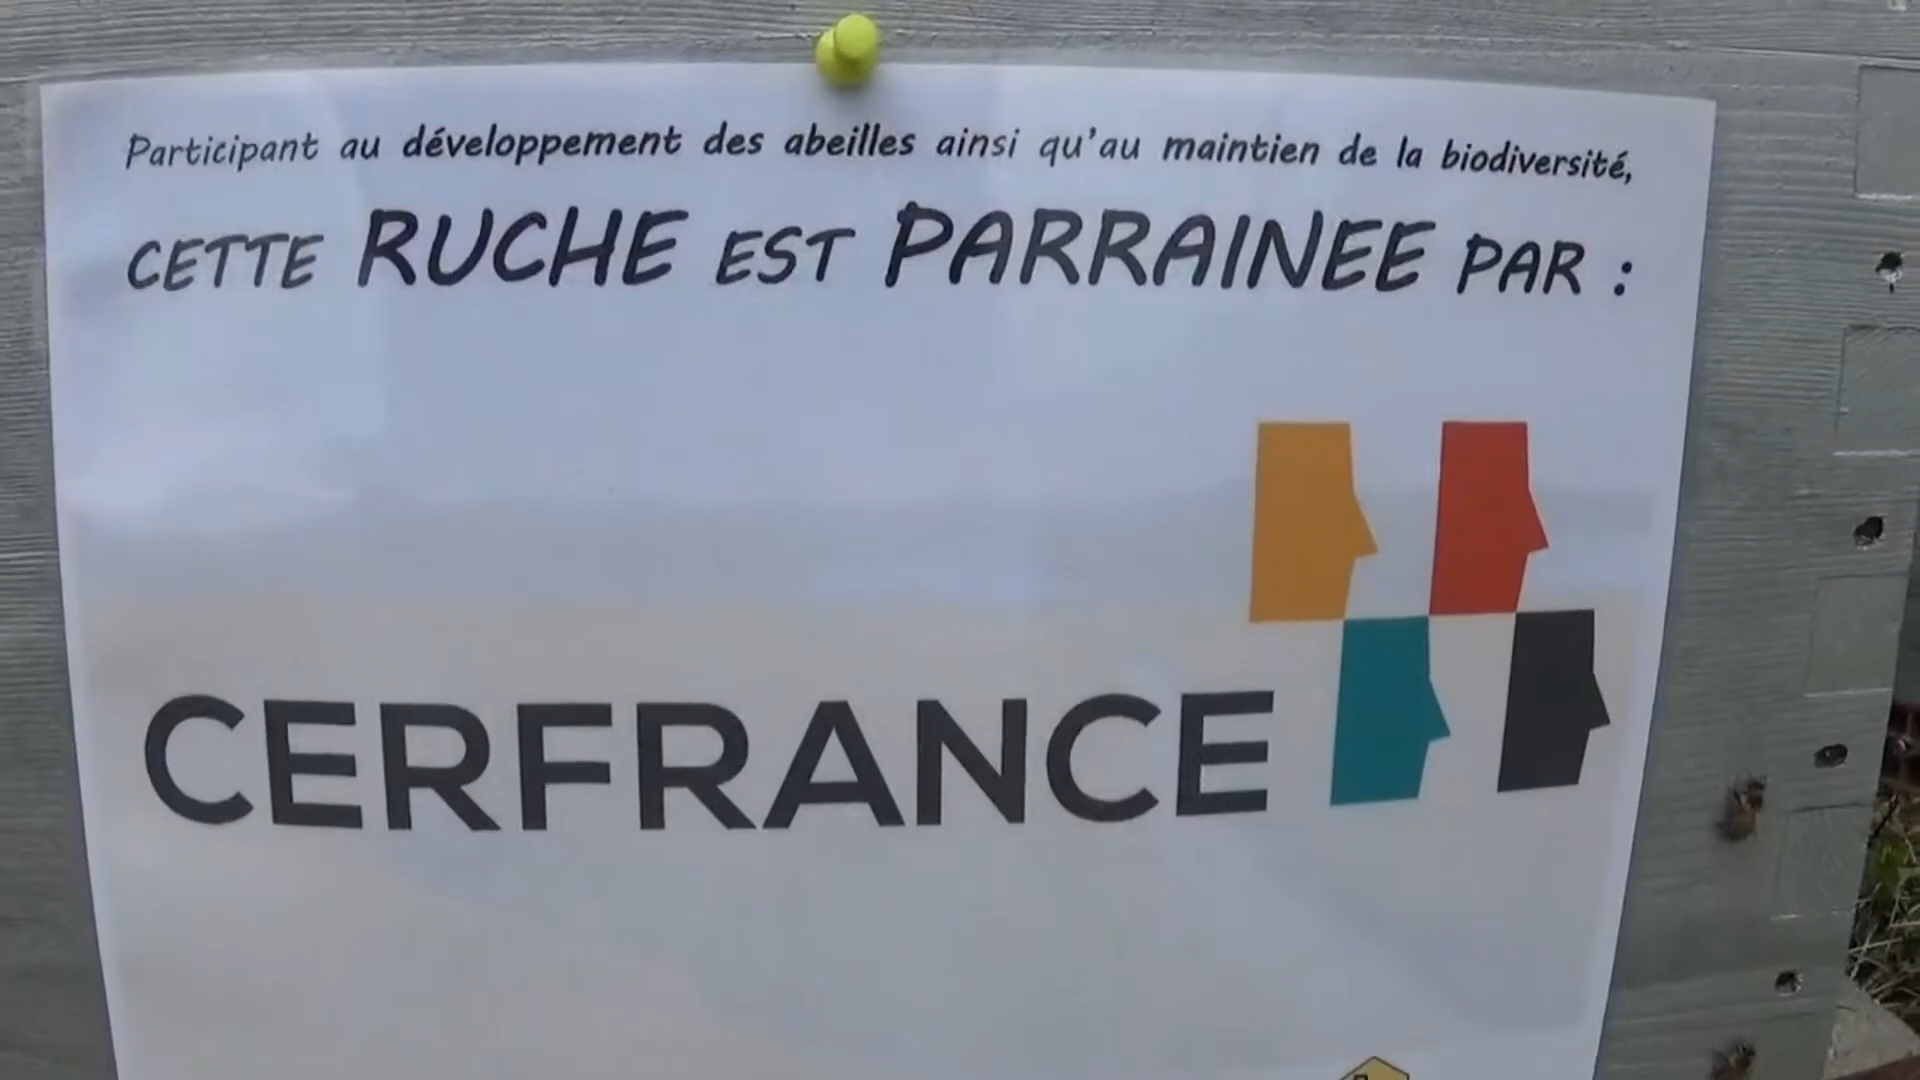 Participant au développement des abeilles ainsi qu'au maintien de la biodiversité,
CETTE RUCHE EST PARRAINEE PAR :
CERFRANCE